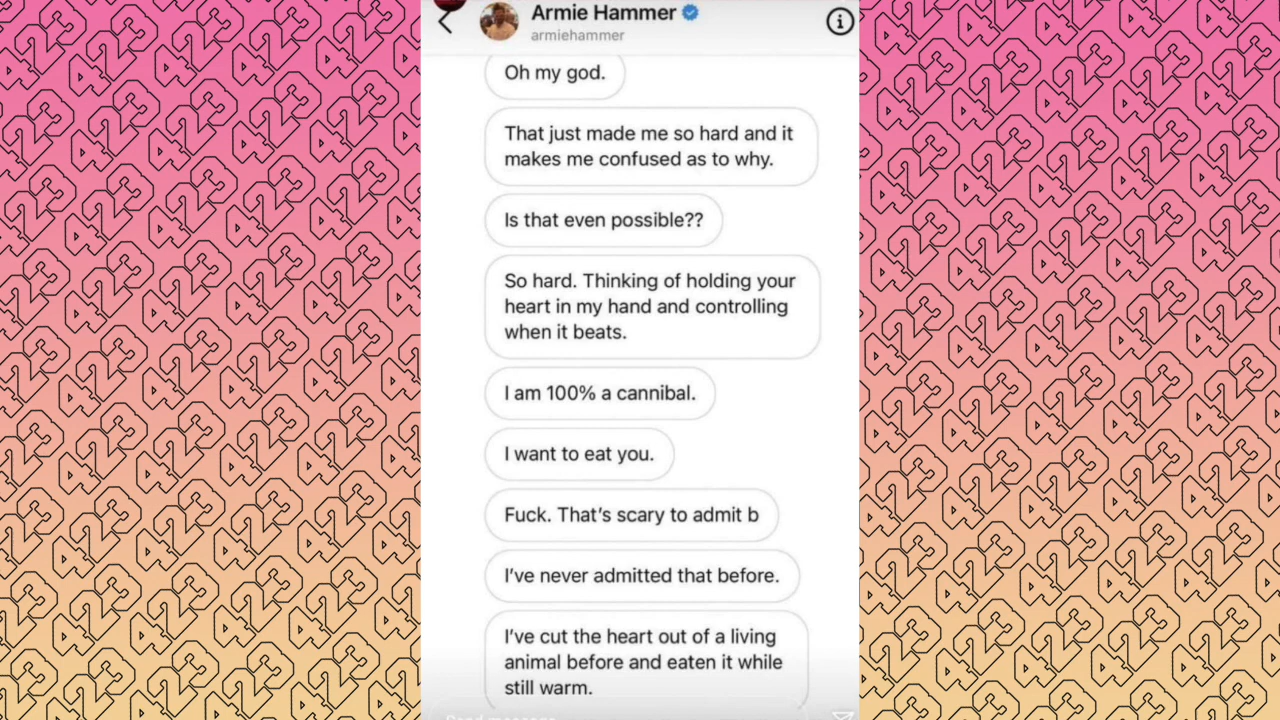 Armie Hammer
armiehammer
Oh my god.
That just made me so hard and it
makes me confused as to why.
Is that even possible??
So hard. Thinking of holding your
heart in my hand and controlling
when it beats.
I am 100% a cannibal.
I want to eat you.
Fuck. That's scary to admit b
I've never admitted that before.
I've cut the heart out of a living
animal before and eaten it while
still warm.
Send message
423